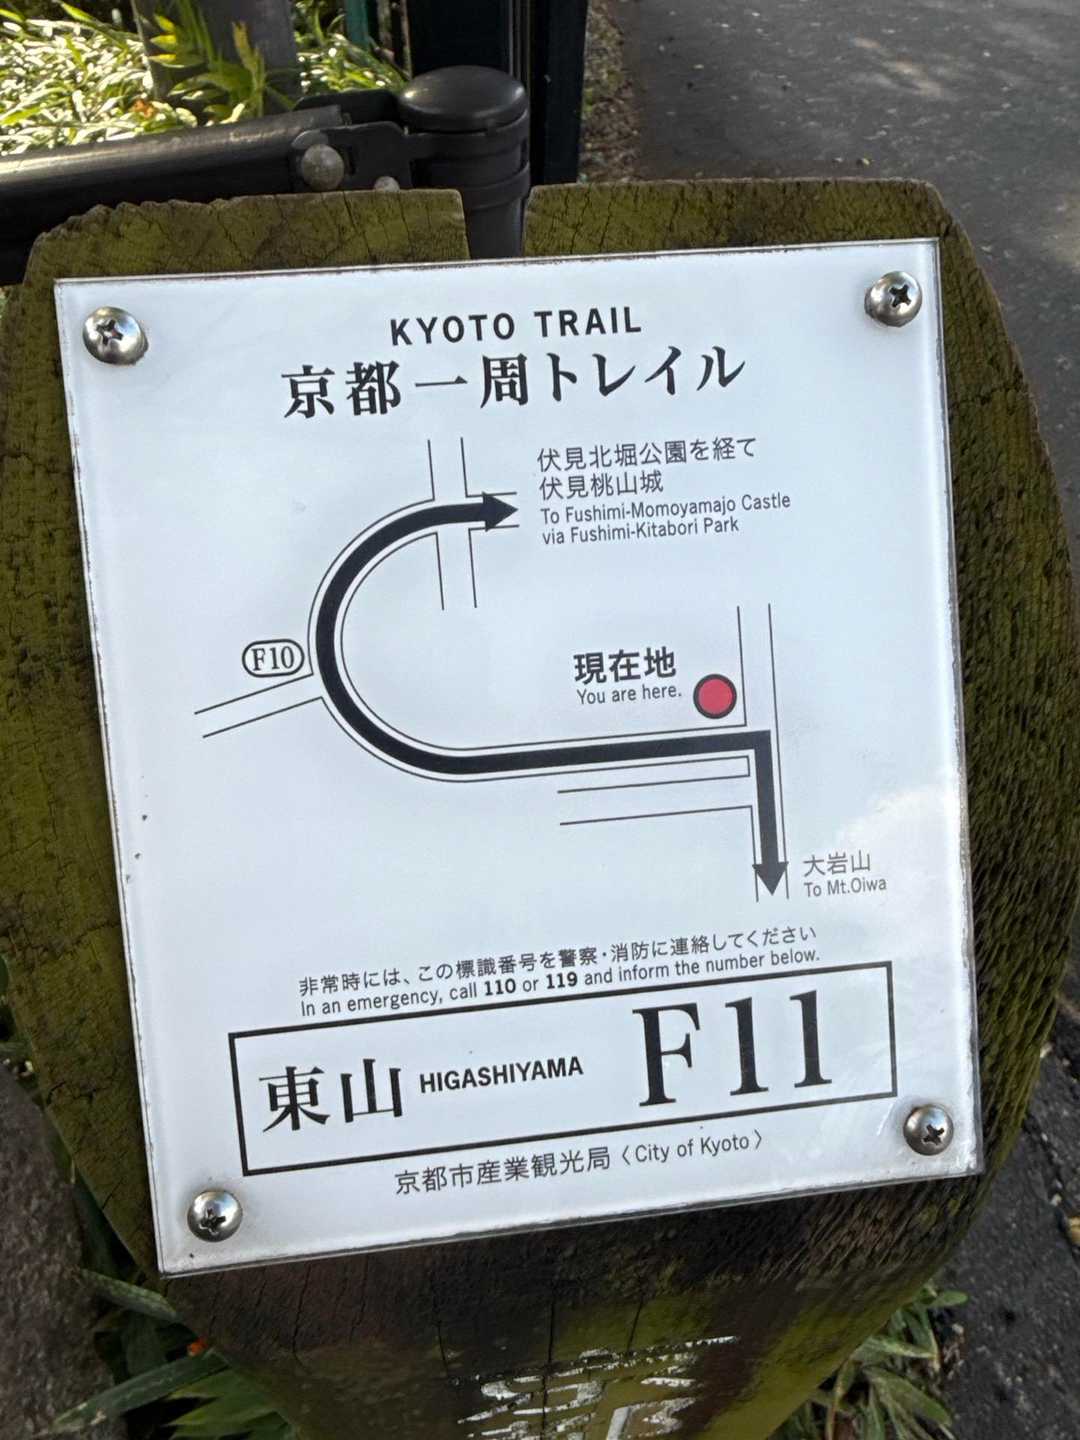 KYOTO TRAIL
京都一周トレイル
伏見北堀公園を経て
伏見桃山城
To Fushimi-Momoyamajo Castle
via Fushimi-Kitabori Park
F10
現在地
You are here.
大岩山
To Mt.Oiwa
非常時には、この標識番号を警察・消防に連絡してください
In an emergency, call 110 or 119 and inform the number below.
東山 HIGASHIYAMA F11
京都市産業観光局〈City of Kyoto〉